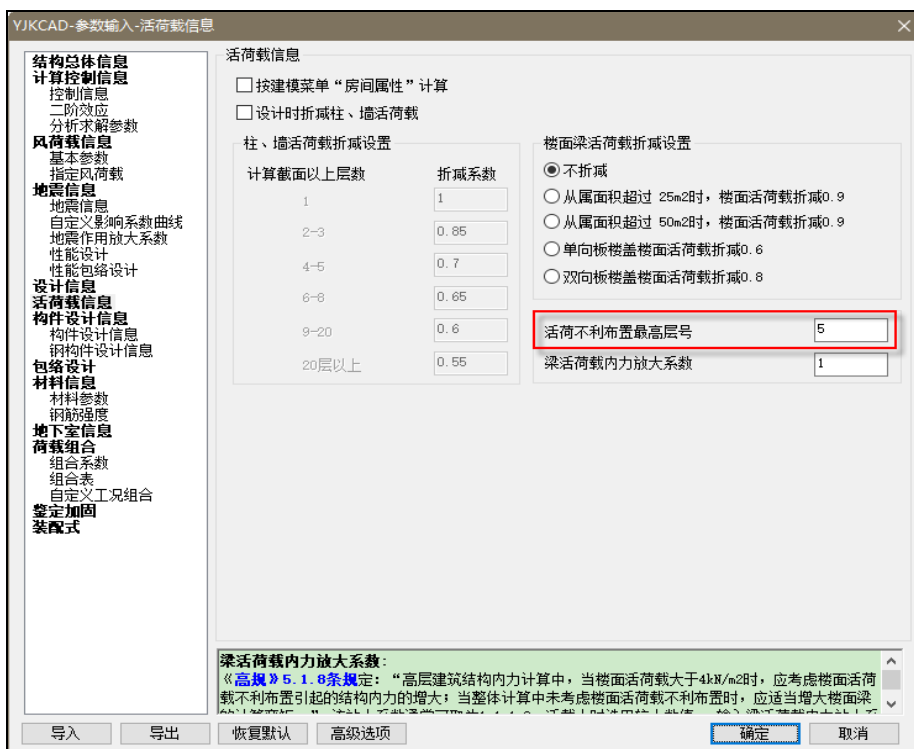 YJKCAD-参数输入-活荷载信息
结构总体信息
计算控制信息
控制信息
二阶效应
分析求解参数
风荷载信息
基本参数
指定风荷载
地震信息
地震信息
自定义影响系数曲线
地震作用放大系数
性能设计
性能包络设计
设计信息
活荷载信息
构件设计信息
构件设计信息
钢构件设计信息
包络设计
材料信息
材料参数
钢筋强度
地下室信息
荷载组合
组合系数
组合表
自定义工况组合
鉴定加固
装配式
活荷载信息
按建模菜单“房间属性”计算
设计时折减柱、墙活荷载
柱、墙活荷载折减设置
计算截面以上层数 折减系数
1 1
2-3 0.85
4-5 0.7
6-8 0.65
9-20 0.6
20层以上 0.55
楼面梁活荷载折减设置
不折减
从属面积超过 25m2时，楼面活荷载折减0.9
从属面积超过 50m2时，楼面活荷载折减0.9
单向板楼盖楼面活荷载折减0.6
双向板楼盖楼面活荷载折减0.8
活荷不利布置最高层号 5
梁活荷载内力放大系数 1
梁活荷载内力放大系数:
《高规》5.1.8条规定：“高层建筑结构内力计算中，当楼面活荷载大于4kN/m2时，应考虑楼面活荷
载不利布置引起的结构内力的增大；当整体计算中未考虑楼面活荷载不利布置时，应适当增大楼面梁
导入 导出 恢复默认 高级选项 确定 取消